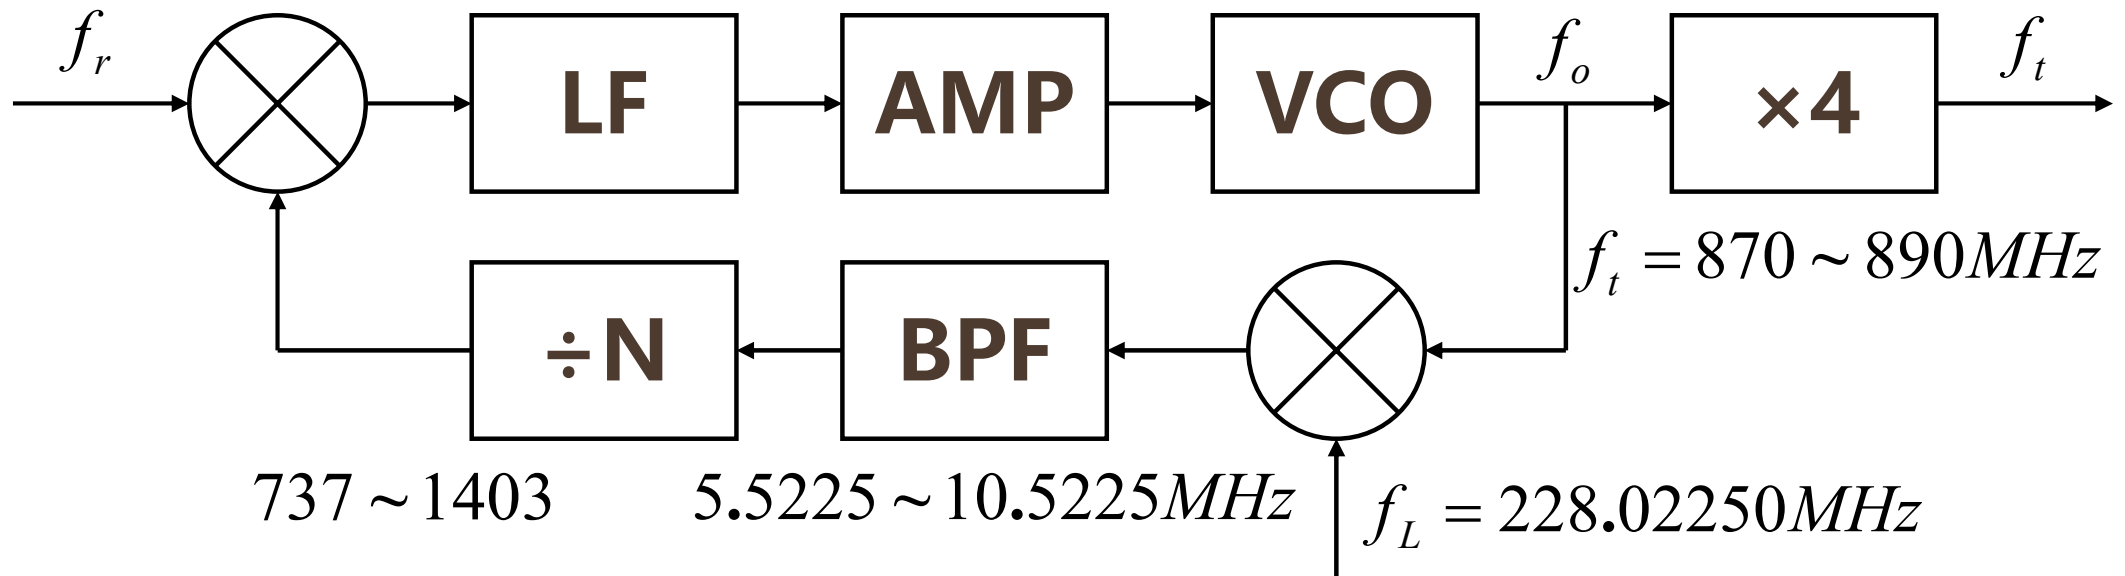 f_r
LF
AMP
VCO
f_o
×4
f_t
f_t = 870 ~ 890MHz
÷N
BPF
737 ~ 1403
5.5225 ~ 10.5225MHz
f_L = 228.02250MHz